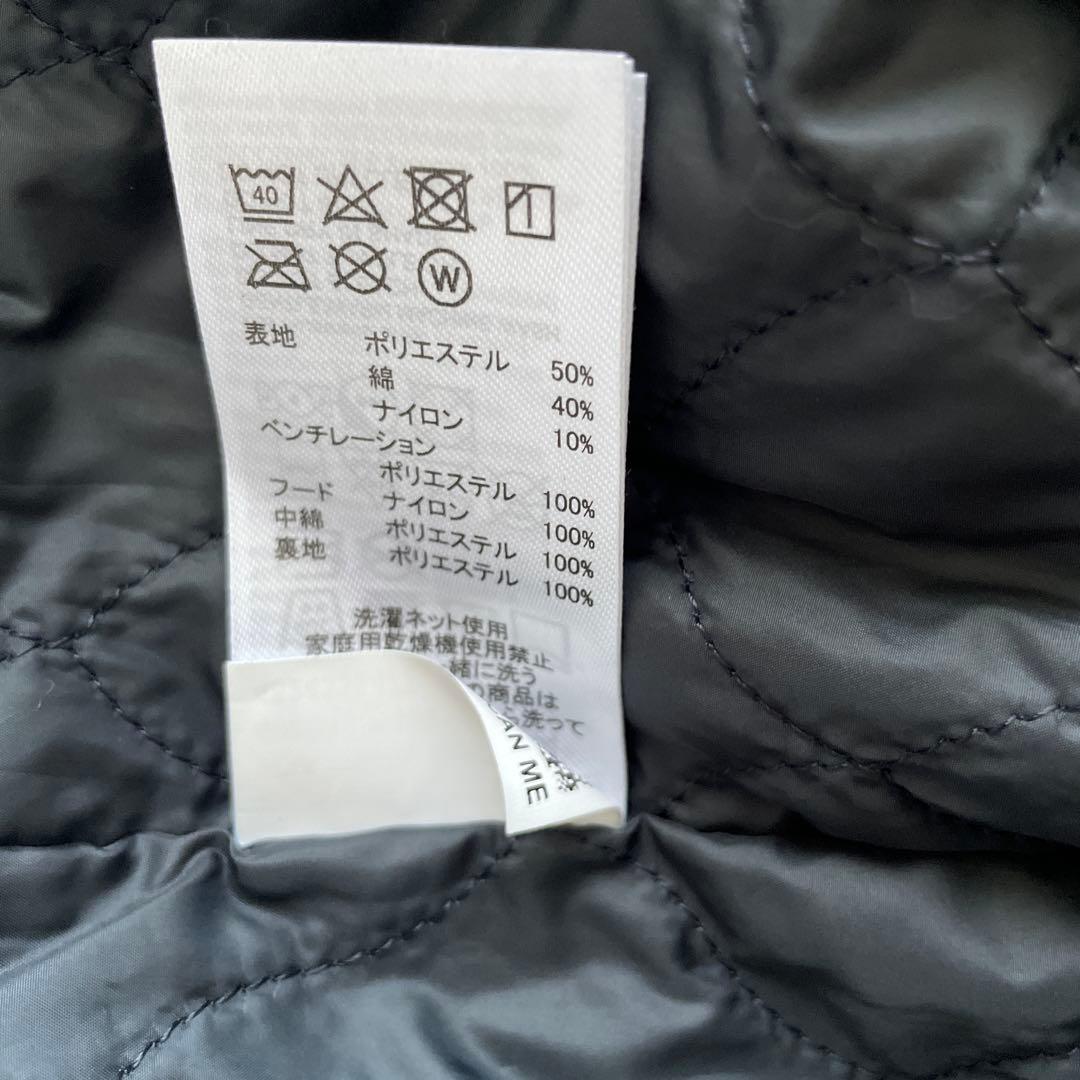 40
W
表地 ポリエステル 50%
綿 40%
ナイロン 10%
ベンチレーション
ポリエステル 100%
フード ナイロン 100%
中綿 ポリエステル 100%
裏地 ポリエステル 100%
洗濯ネット使用
家庭用乾燥機使用禁止
緒に洗う
の商品は
ら洗って
AN ME